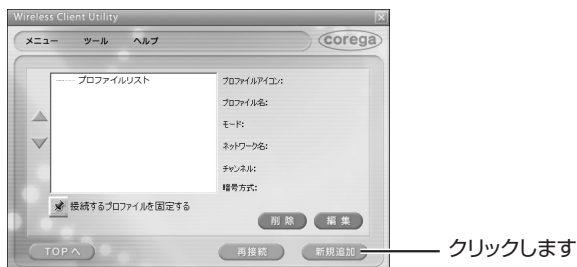 Wireless Client Utility
メニュー ツール ヘルプ corega
プロファイルリスト
プロファイルアイコン:
プロファイル名:
モード:
ネットワーク名:
チャンネル:
暗号方式:
接続するプロファイルを固定する
削除 編集
TOPへ 再接続 新規追加 クリックします